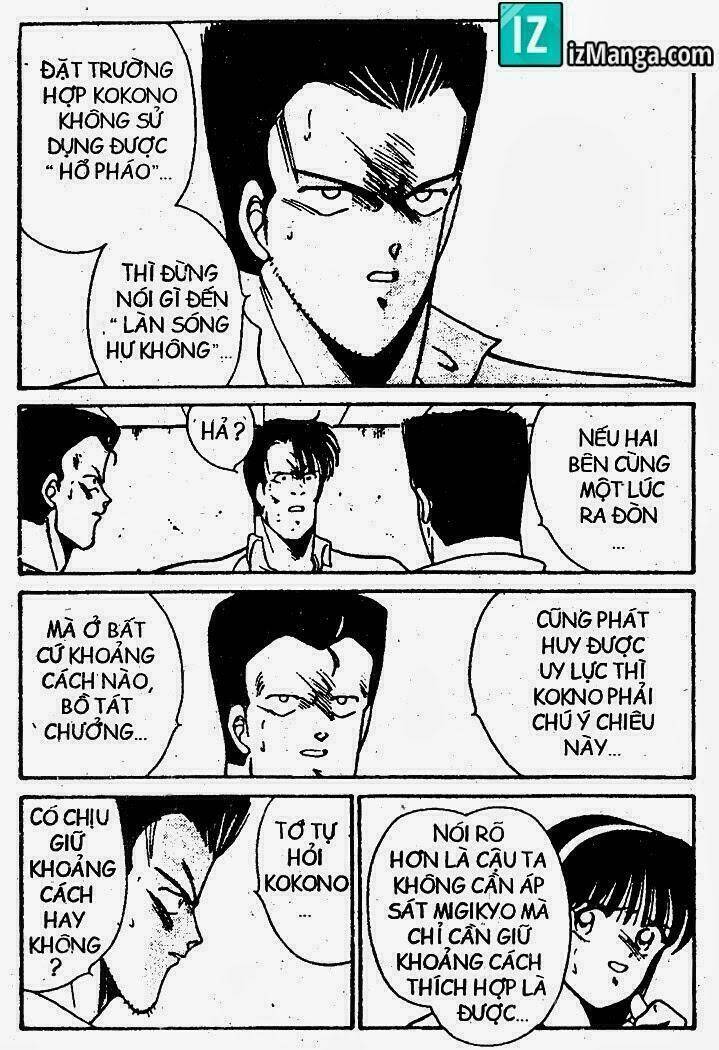 IZ
izManga.com
ĐẶT TRƯỜNG
HỢP KOKONO
KHÔNG SỬ
DỤNG ĐƯỢC
“ HỔ PHÁO”...
THÌ ĐỪNG
NÓI GÌ ĐẾN
“ LÀN SÓNG
HƯ KHÔNG”...
HẢ?
NẾU HAI
BÊN CÙNG
MỘT LÚC
RA ĐÒN
...
MÀ Ở BẤT
CỨ KHOẢNG
CÁCH NÀO,
BỒ TÁT
CHƯỞNG...
CŨNG PHÁT
HUY ĐƯỢC
UY LỰC THÌ
KOKNO PHẢI
CHÚ Ý CHIÊU
NÀY...
CÓ CHỊU
GIỮ
KHOẢNG
CÁCH
HAY
KHÔNG
?
TỚ TỰ
HỎI
KOKONO
...
NÓI RÕ
HƠN LÀ CẬU TA
KHÔNG CẦN ÁP
SÁT MIGIKYO MÀ
CHỈ CẦN GIỮ
KHOẢNG CÁCH
THÍCH HỢP LÀ
ĐƯỢC...